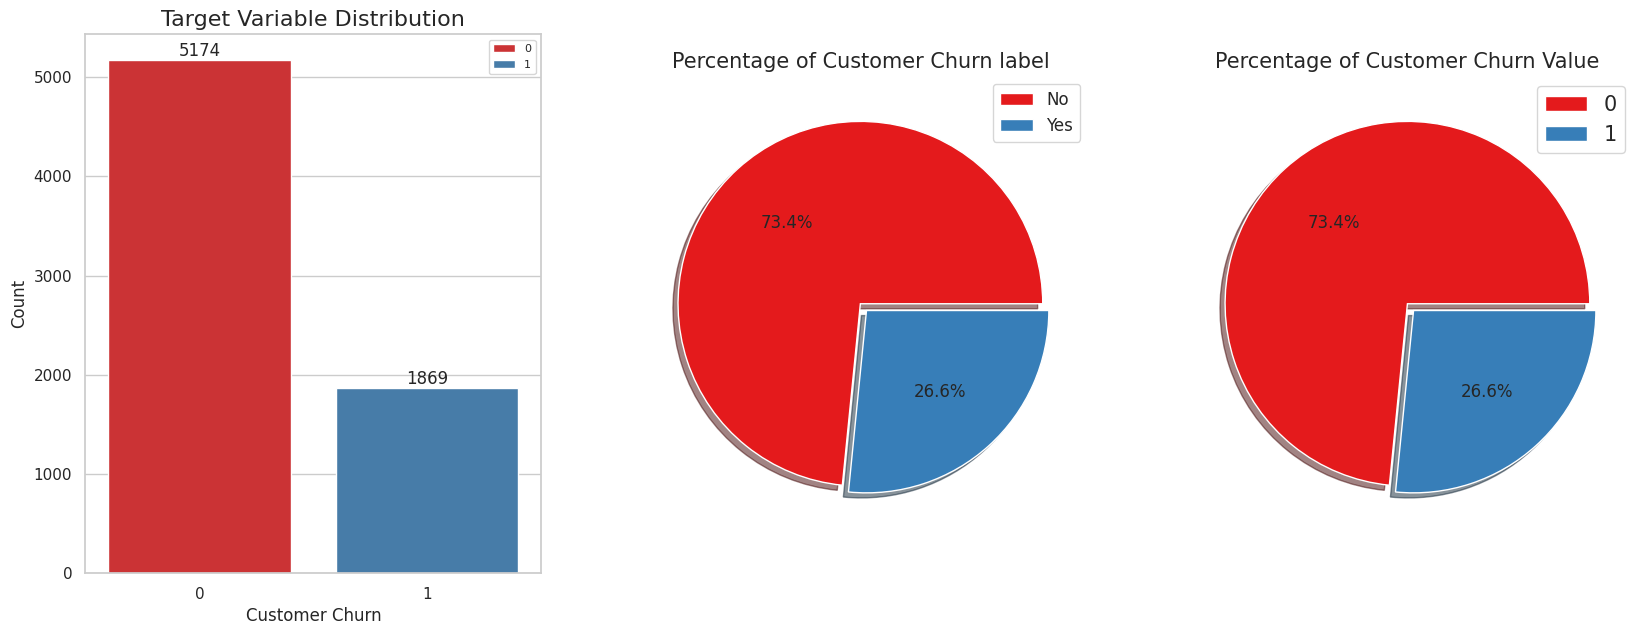 Target Variable Distribution
5174
0
1
1869
5000
4000
3000
2000
1000
0
Count
0
1
Customer Churn
Percentage of Customer Churn label
No
Yes
73.4%
26.6%
Percentage of Customer Churn Value
0
1
73.4%
26.6%